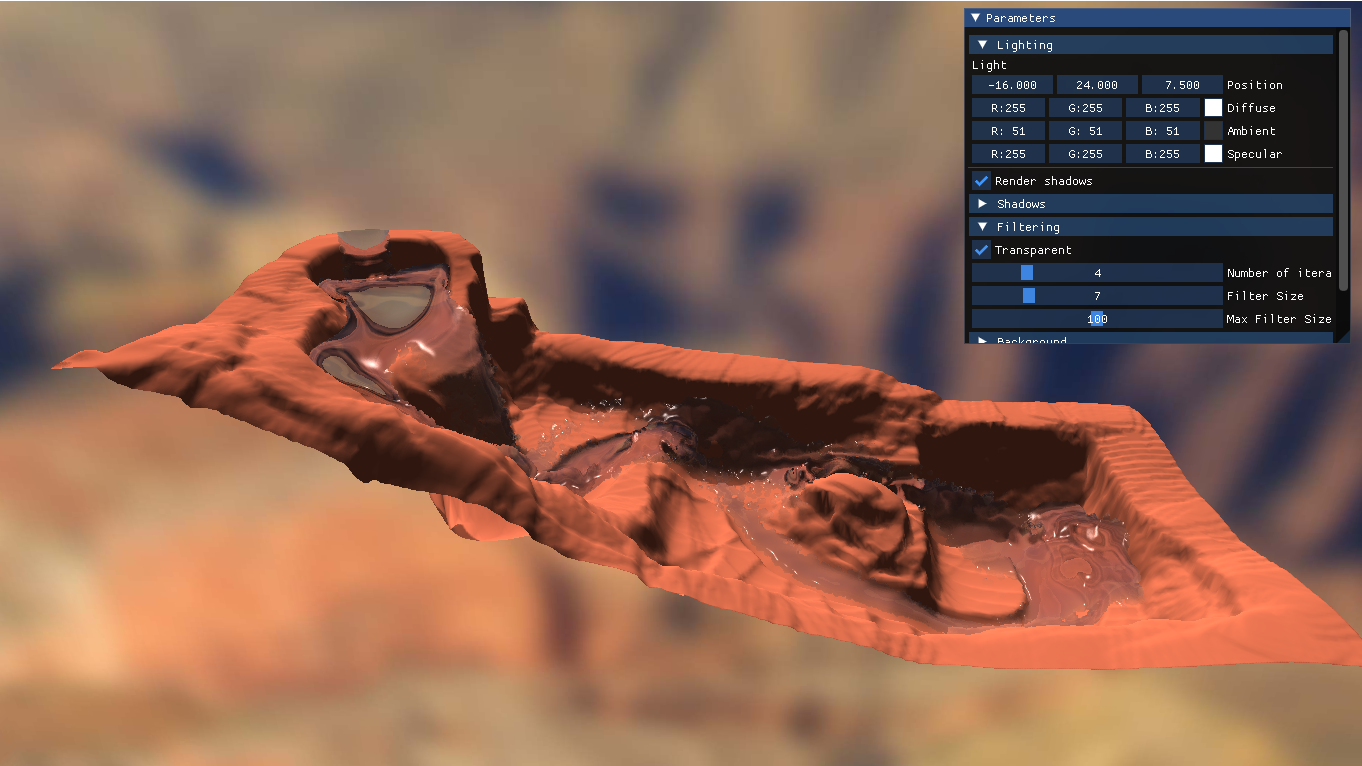 Parameters
Lighting
Light
-16.000 24.000 7.500 Position
R:255 G:255 B:255 Diffuse
R: 51 G: 51 B: 51 Ambient
R:255 G:255 B:255 Specular
Render shadows
Shadows
Filtering
Transparent
4 Number of itera
7 Filter Size
100 Max Filter Size
Background